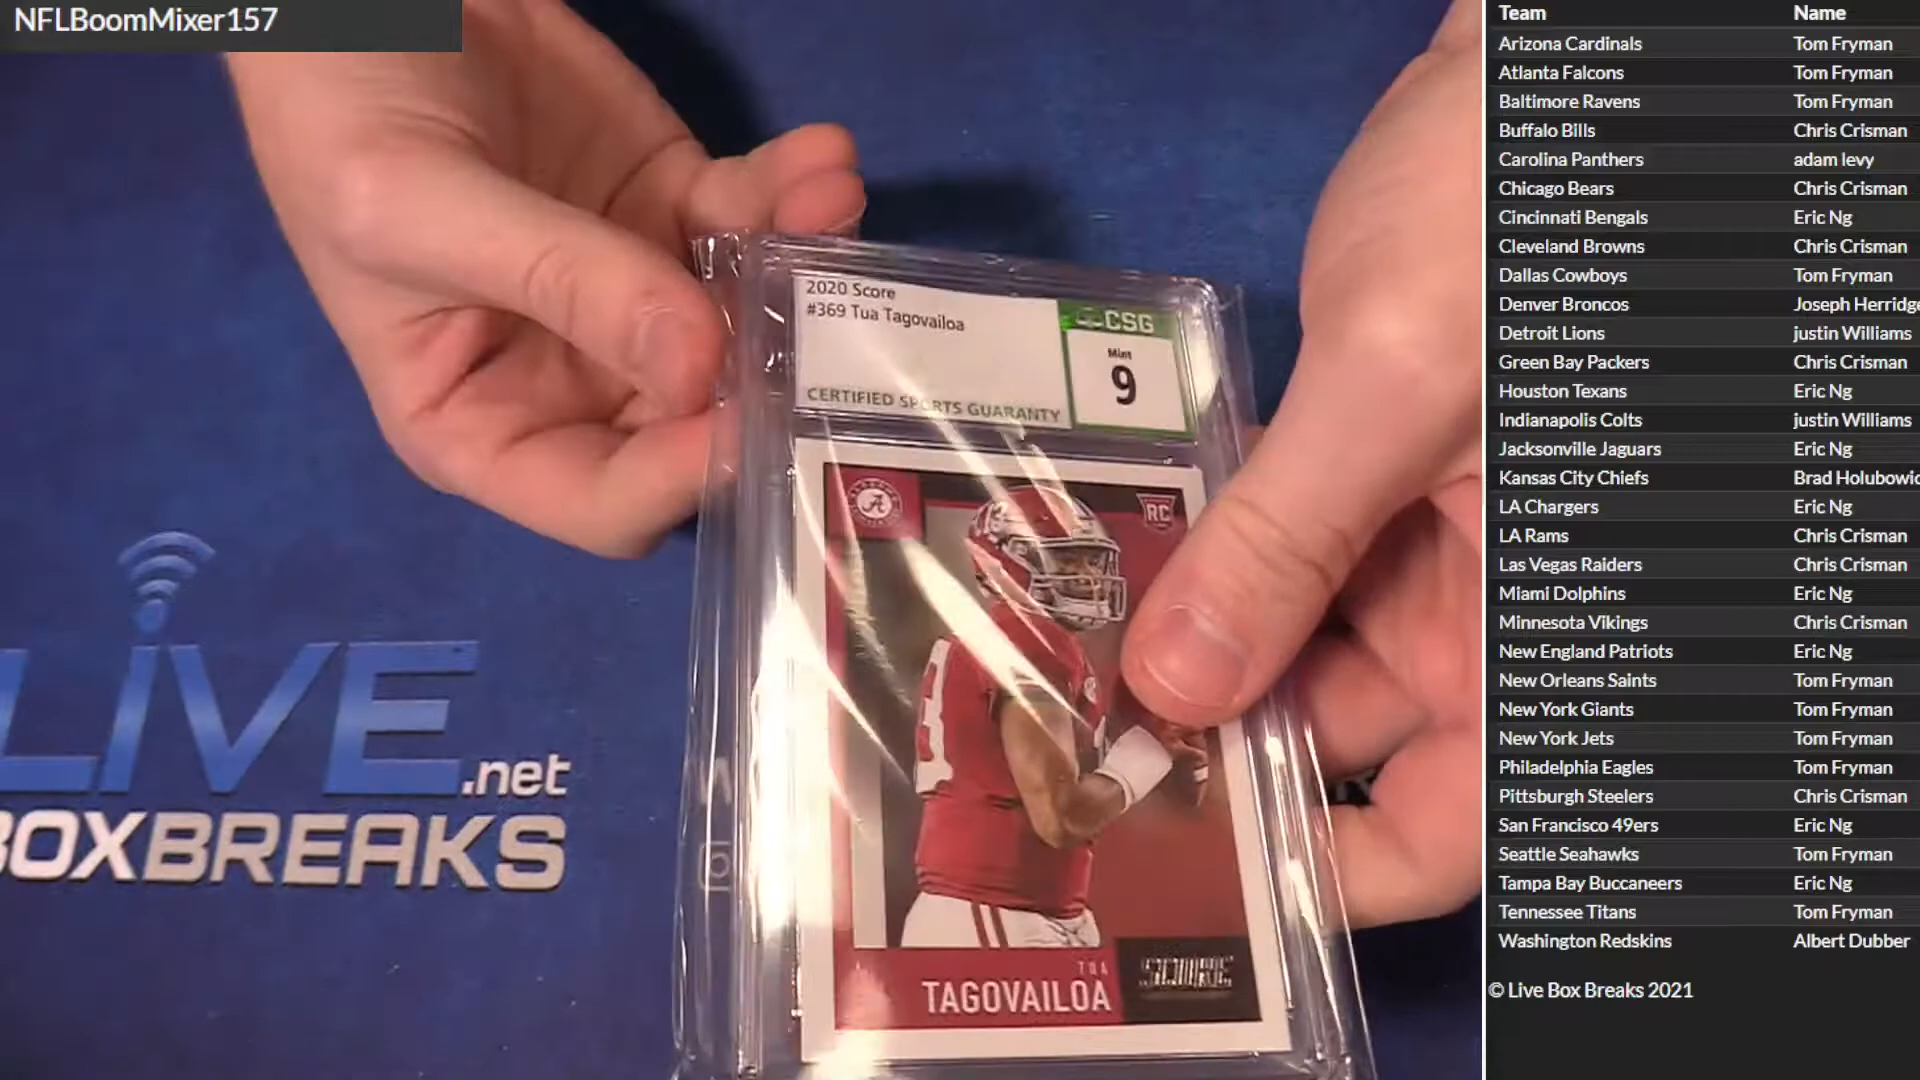 NFLBoomMixer157
2020 Score
#369 Tua Tagovailoa
CSG
Mint
9
CERTIFIED SPORTS GUARANTY
A
RC
TUA
TAGOVAILOA
SCORE
LIVE
.net
BOXBREAKS
Team Name
Arizona Cardinals Tom Fryman
Atlanta Falcons Tom Fryman
Baltimore Ravens Tom Fryman
Buffalo Bills Chris Crisman
Carolina Panthers adam levy
Chicago Bears Chris Crisman
Cincinnati Bengals Eric Ng
Cleveland Browns Chris Crisman
Dallas Cowboys Tom Fryman
Denver Broncos Joseph Herridge
Detroit Lions justin Williams
Green Bay Packers Chris Crisman
Houston Texans Eric Ng
Indianapolis Colts justin Williams
Jacksonville Jaguars Eric Ng
Kansas City Chiefs Brad Holubowic
LA Chargers Eric Ng
LA Rams Chris Crisman
Las Vegas Raiders Chris Crisman
Miami Dolphins Eric Ng
Minnesota Vikings Chris Crisman
New England Patriots Eric Ng
New Orleans Saints Tom Fryman
New York Giants Tom Fryman
New York Jets Tom Fryman
Philadelphia Eagles Tom Fryman
Pittsburgh Steelers Chris Crisman
San Francisco 49ers Eric Ng
Seattle Seahawks Tom Fryman
Tampa Bay Buccaneers Eric Ng
Tennessee Titans Tom Fryman
Washington Redskins Albert Dubber
© Live Box Breaks 2021